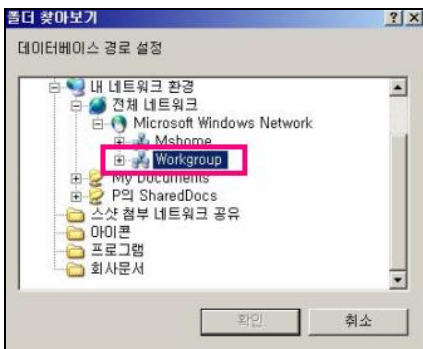 폴더 찾아보기
데이터베이스 경로 설정
내 네트워크 환경
전체 네트워크
Microsoft Windows Network
Mshome
Workgroup
My Documents
P의 SharedDocs
스샷 첨부 네트워크 공유
아이콘
프로그램
회사문서
확인 취소